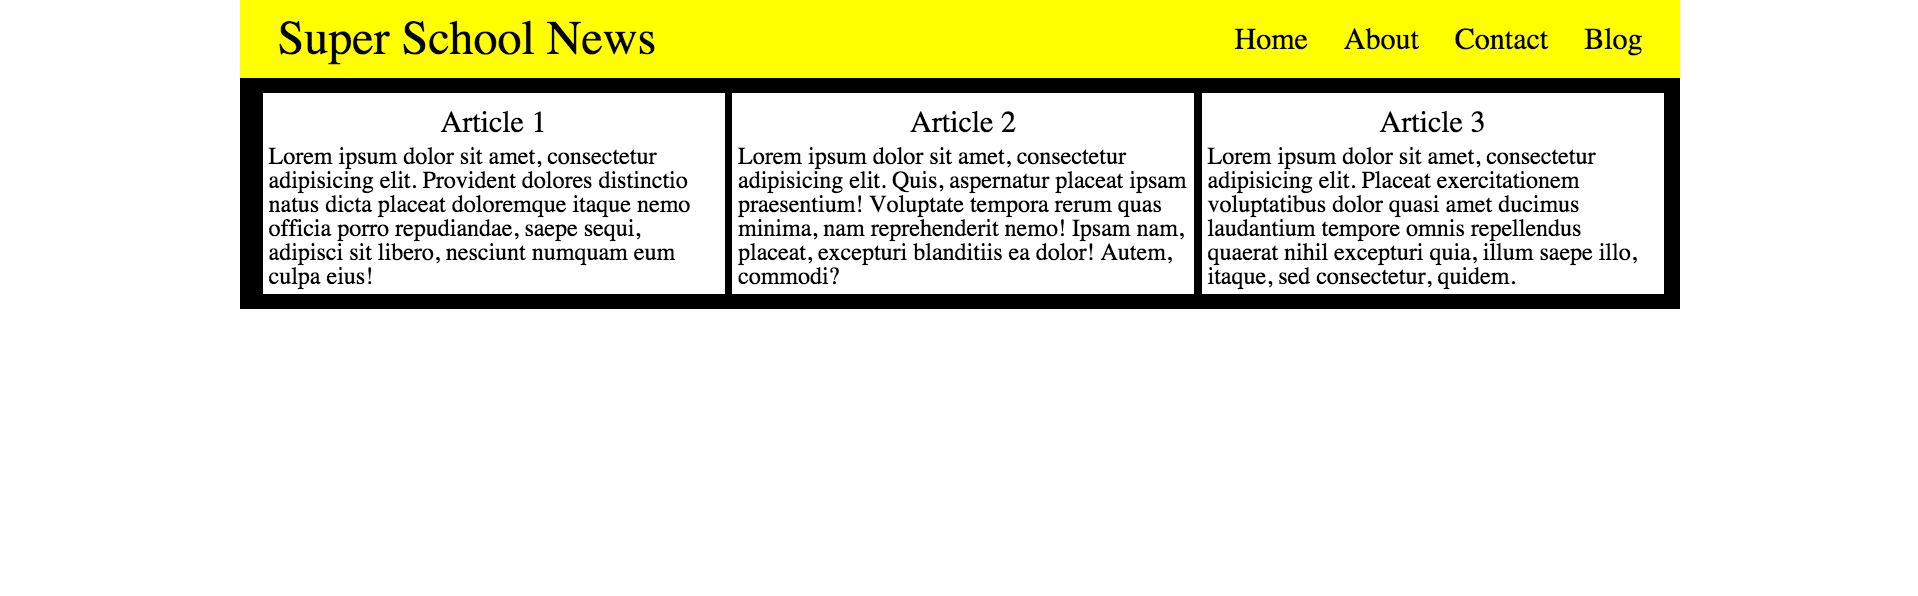 Super School News
Home About Contact Blog
Article 1
Lorem ipsum dolor sit amet, consectetur
adipisicing elit. Provident dolores distinctio
natus dicta placeat doloremque itaque nemo
officia porro repudiandae, saepe sequi,
adipisci sit libero, nesciunt numquam eum
culpa eius!
Article 2
Lorem ipsum dolor sit amet, consectetur
adipisicing elit. Quis, aspernatur placeat ipsam
praesentium! Voluptate tempora rerum quas
minima, nam reprehenderit nemo! Ipsam nam,
placeat, excepturi blanditiis ea dolor! Autem,
commodi?
Article 3
Lorem ipsum dolor sit amet, consectetur
adipisicing elit. Placeat exercitationem
voluptatibus dolor quasi amet ducimus
laudantium tempore omnis repellendus
quaerat nihil excepturi quia, illum saepe illo,
itaque, sed consectetur, quidem.